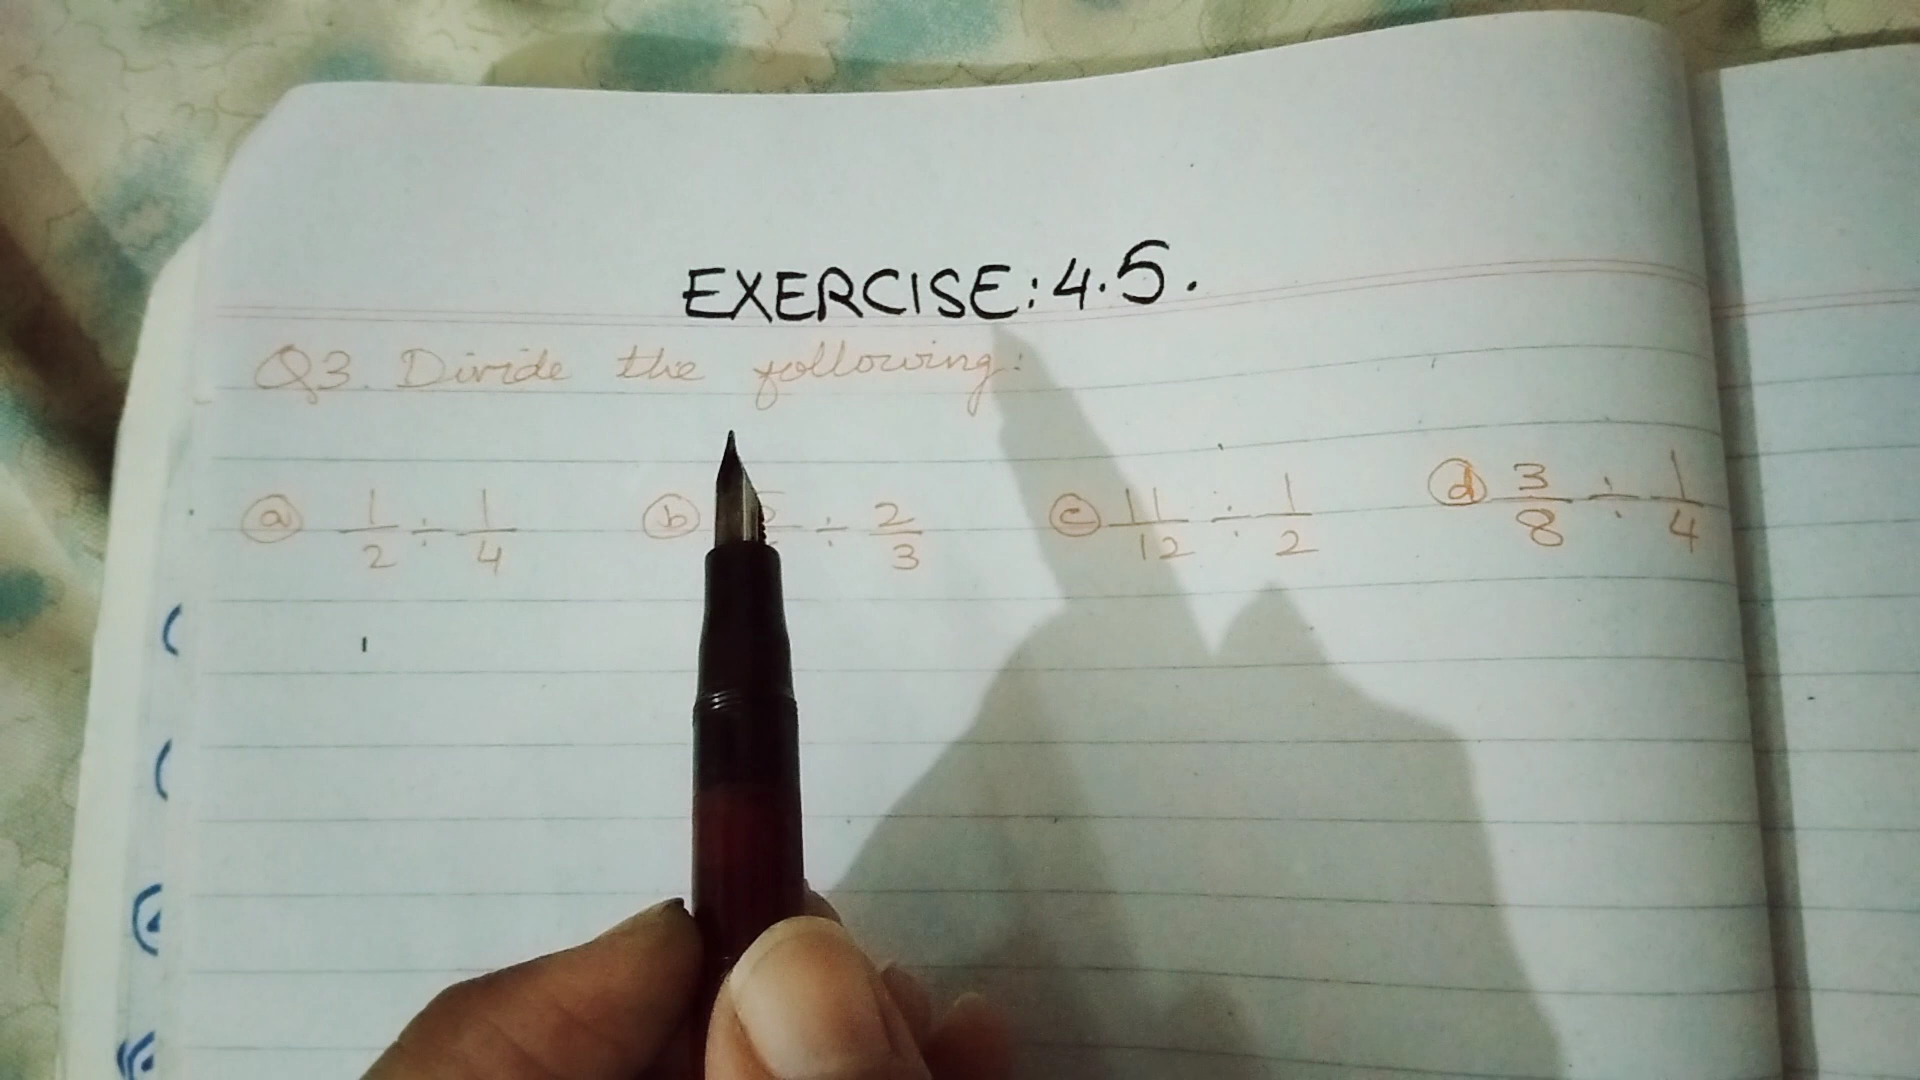 EXERCISE: 4.5.
Q3. Divide the following:
(a) 1/2 ÷ 1/4 (b) ÷ 2/3 (c) 11/12 ÷ 1/2 (d) 3/8 ÷ 1/4